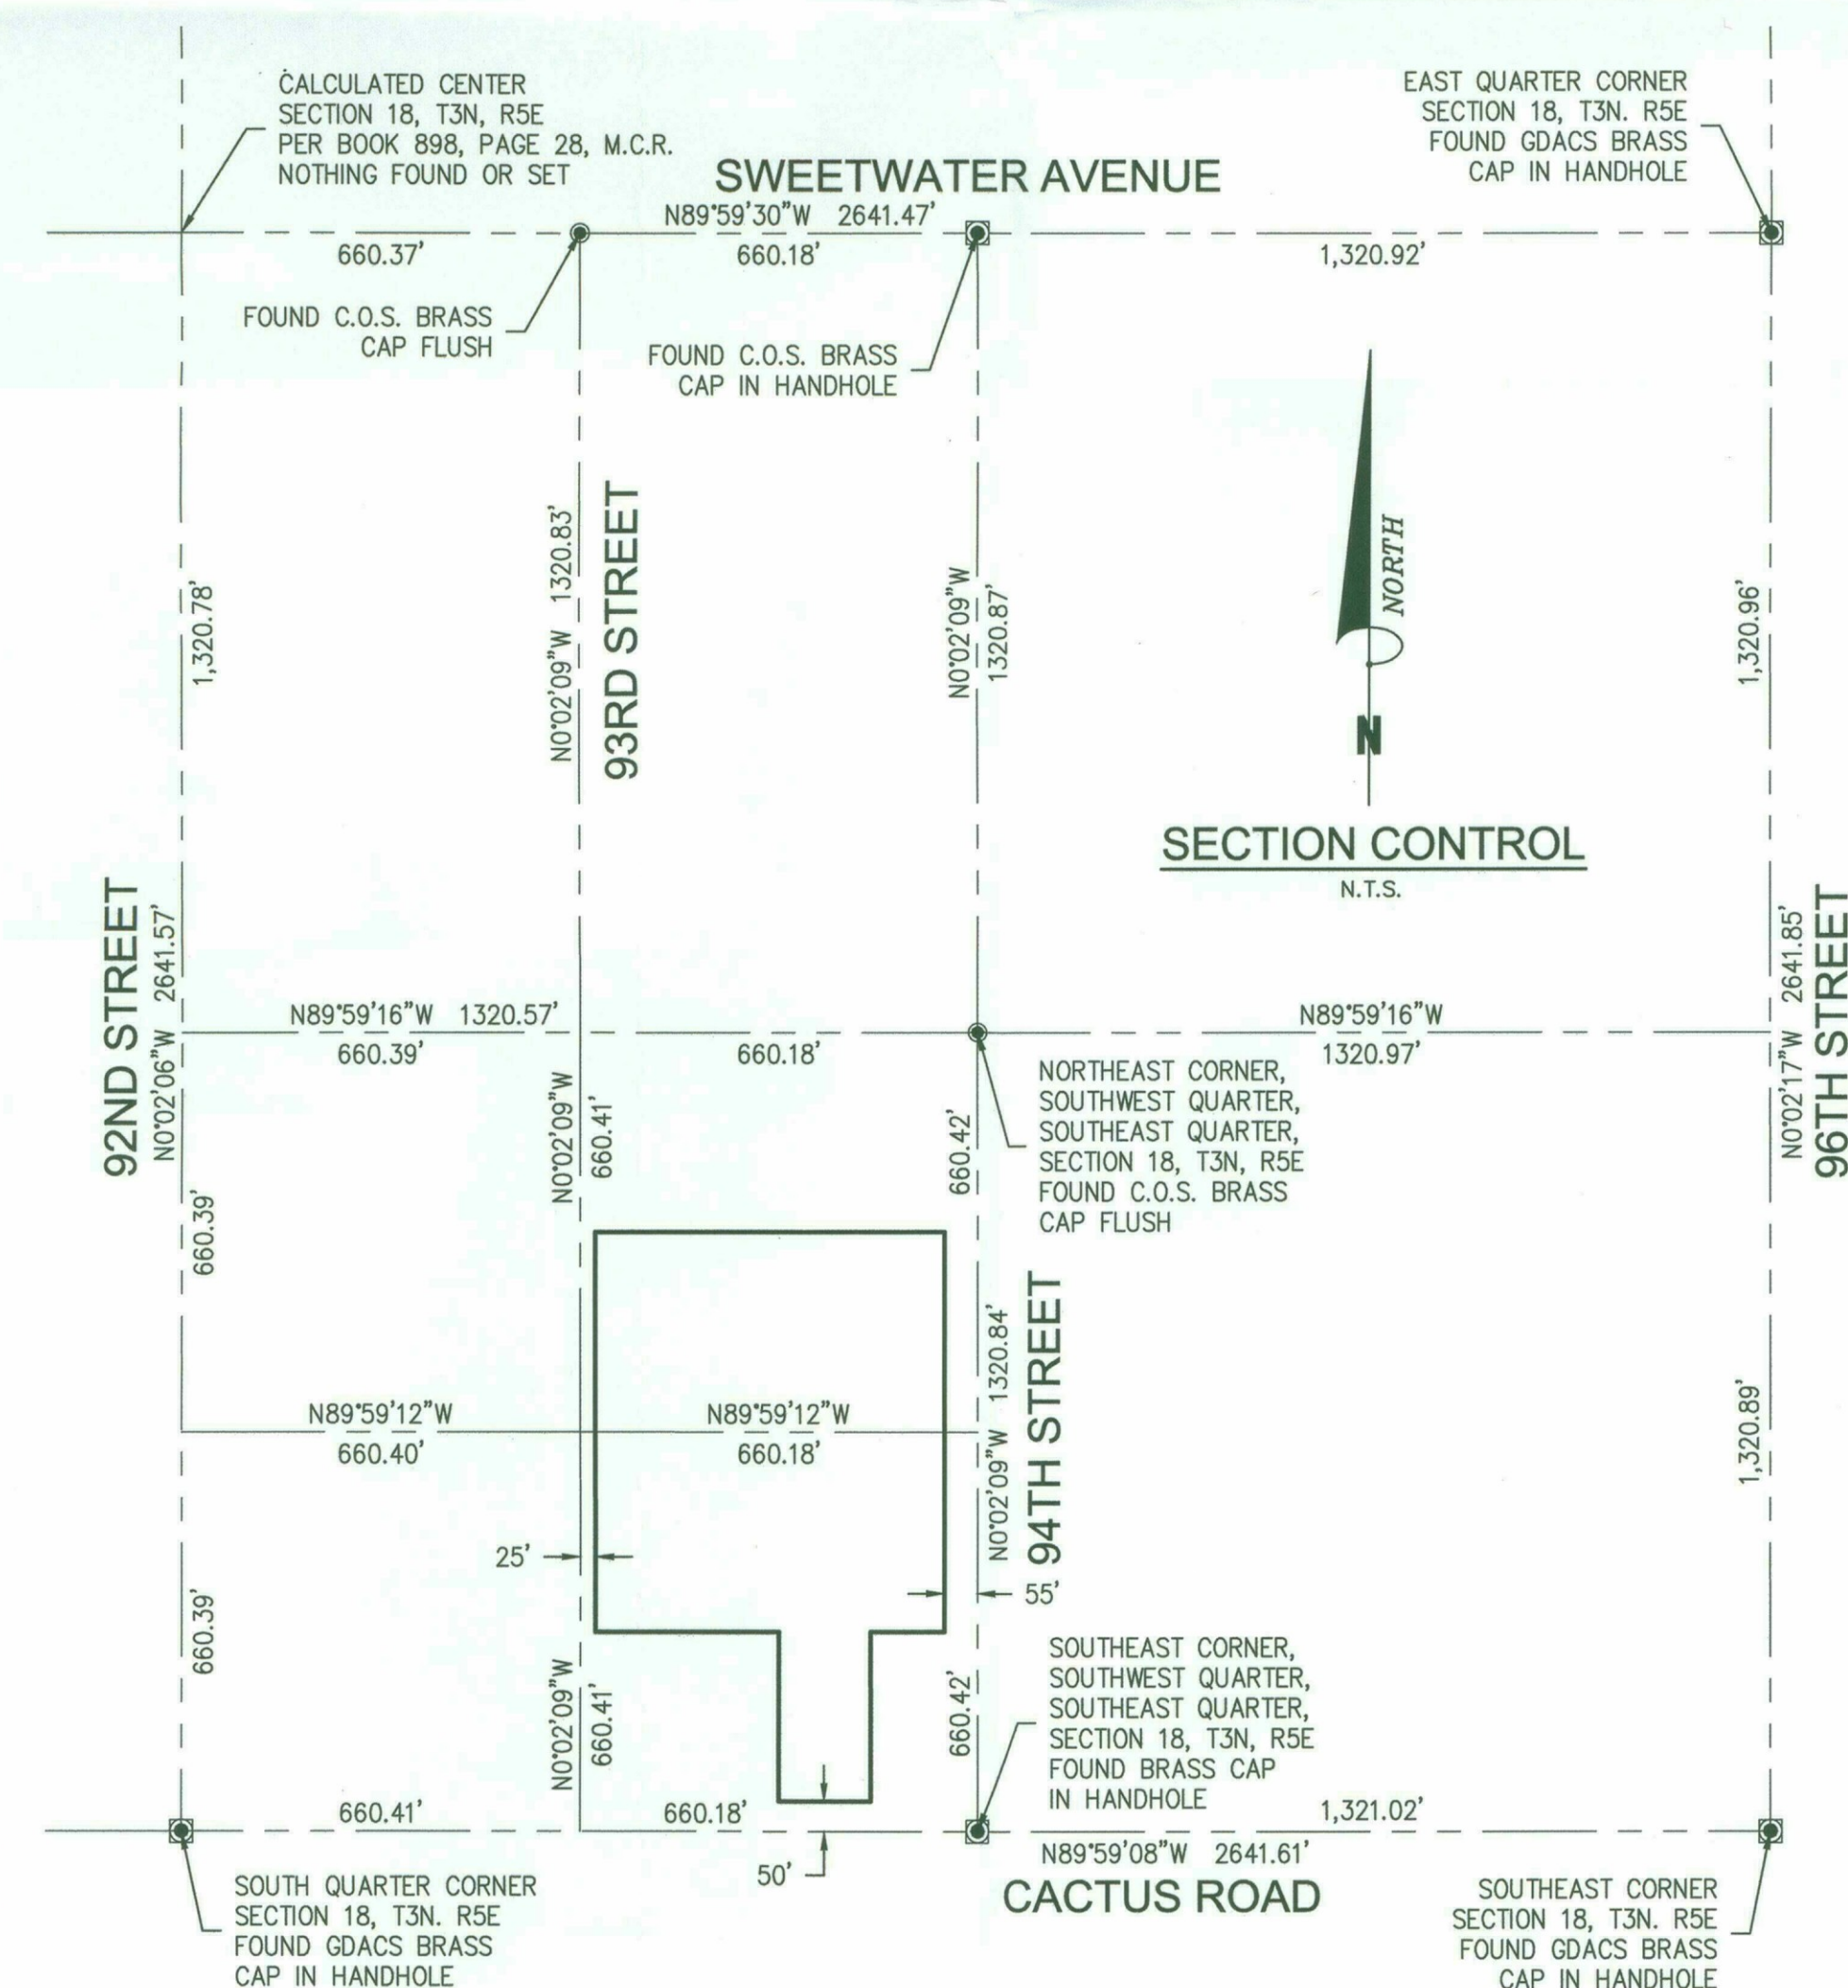 CALCULATED CENTER
SECTION 18, T3N, R5E
PER BOOK 898, PAGE 28, M.C.R.
NOTHING FOUND OR SET
EAST QUARTER CORNER
SECTION 18, T3N. R5E
FOUND GDACS BRASS
CAP IN HANDHOLE
SWEETWATER AVENUE
N89°59'30"W 2641.47'
660.37'
660.18'
1,320.92'
FOUND C.O.S. BRASS
CAP FLUSH
FOUND C.O.S. BRASS
CAP IN HANDHOLE
1,320.78'
N0°02'09"W 1320.83'
93RD STREET
N0°02'09"W
1320.87'
NORTH
N
1,320.96'
SECTION CONTROL
N.T.S.
92ND STREET
N0°02'06"W 2641.57'
N0°02'17"W 2641.85'
96TH STREET
N89°59'16"W 1320.57'
660.39'
660.18'
N89°59'16"W
1320.97'
NORTHEAST CORNER,
SOUTHWEST QUARTER,
SOUTHEAST QUARTER,
SECTION 18, T3N, R5E
FOUND C.O.S. BRASS
CAP FLUSH
660.39'
N0°02'09"W
660.41'
660.42'
N0°02'09"W 1320.84'
94TH STREET
N89°59'12"W
660.40'
N89°59'12"W
660.18'
1,320.89'
25'
55'
660.39'
N0°02'09"W
660.41'
660.42'
SOUTHEAST CORNER,
SOUTHWEST QUARTER,
SOUTHEAST QUARTER,
SECTION 18, T3N, R5E
FOUND BRASS CAP
IN HANDHOLE
660.41'
660.18'
1,321.02'
50'
N89°59'08"W 2641.61'
CACTUS ROAD
SOUTH QUARTER CORNER
SECTION 18, T3N. R5E
FOUND GDACS BRASS
CAP IN HANDHOLE
SOUTHEAST CORNER
SECTION 18, T3N. R5E
FOUND GDACS BRASS
CAP IN HANDHOLE